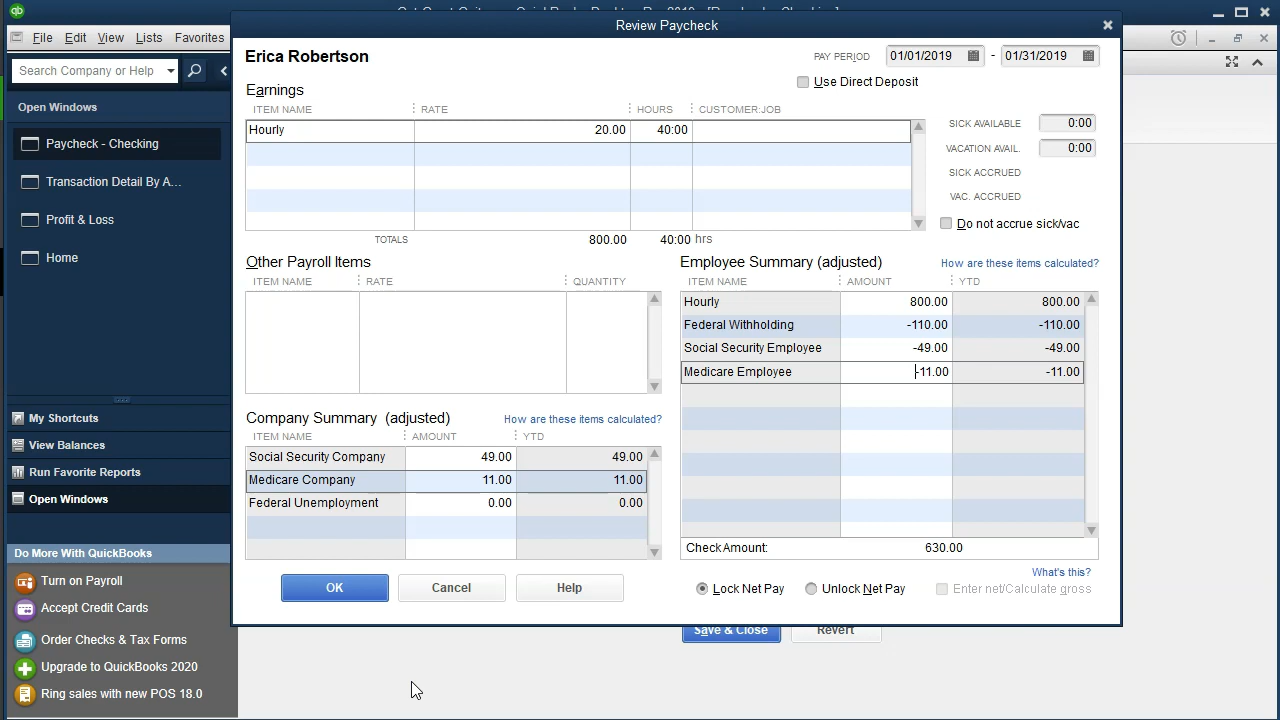 Review Paycheck
File Edit View Lists Favorites
Search Company or Help
Open Windows
Paycheck - Checking
Transaction Detail By A...
Profit & Loss
Home
My Shortcuts
View Balances
Run Favorite Reports
Open Windows
Do More With QuickBooks
Turn on Payroll
Accept Credit Cards
Order Checks & Tax Forms
Upgrade to QuickBooks 2020
Ring sales with new POS 18.0
Erica Robertson
PAY PERIOD 01/01/2019 - 01/31/2019
Use Direct Deposit
Earnings
ITEM NAME RATE HOURS CUSTOMER:JOB
Hourly 20.00 40:00
TOTALS 800.00 40:00 hrs
SICK AVAILABLE 0:00
VACATION AVAIL. 0:00
SICK ACCRUED
VAC. ACCRUED
Do not accrue sick/vac
Other Payroll Items
ITEM NAME RATE QUANTITY
Employee Summary (adjusted) How are these items calculated?
ITEM NAME AMOUNT YTD
Hourly 800.00 800.00
Federal Withholding -110.00 -110.00
Social Security Employee -49.00 -49.00
Medicare Employee -11.00 -11.00
Check Amount: 630.00
Company Summary (adjusted) How are these items calculated?
ITEM NAME AMOUNT YTD
Social Security Company 49.00 49.00
Medicare Company 11.00 11.00
Federal Unemployment 0.00 0.00
What's this?
OK Cancel Help
Lock Net Pay Unlock Net Pay Enter net/Calculate gross
Save & Close Revert